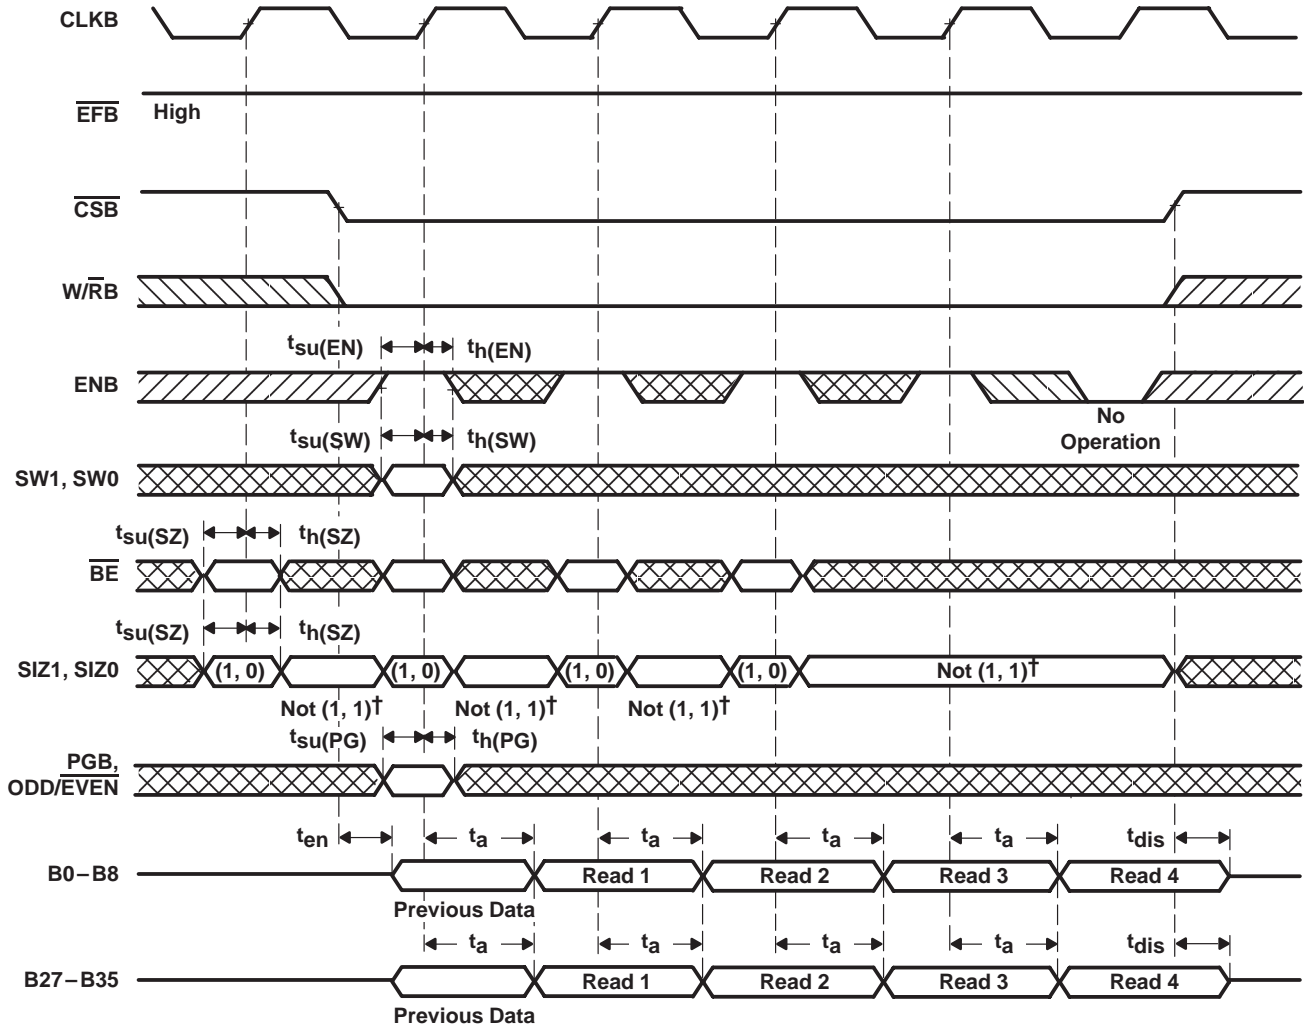 CLKB
EFB High
CSB
W/RB
tsu(EN) th(EN)
ENB
No
Operation
tsu(SW) th(SW)
SW1, SW0
tsu(SZ) th(SZ)
BE
tsu(SZ) th(SZ)
SIZ1, SIZ0 (1, 0) (1, 0) (1, 0) (1, 0) Not (1, 1)†
Not (1, 1)† Not (1, 1)† Not (1, 1)†
tsu(PG) th(PG)
PGB,
ODD/EVEN
ten ta ta ta ta tdis
B0–B8 Read 1 Read 2 Read 3 Read 4
Previous Data
ta ta ta ta tdis
B27–B35 Read 1 Read 2 Read 3 Read 4
Previous Data